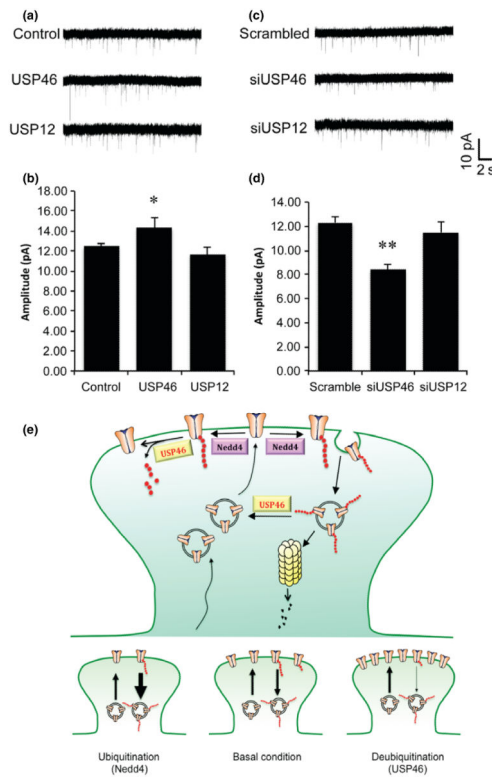 (a)
Control
USP46
USP12
(c)
Scrambled
siUSP46
siUSP12
10 pA
2 s
(b)
Amplitude (pA)
18.00
16.00
14.00
12.00
10.00
8.00
6.00
4.00
2.00
0.00
*
Control USP46 USP12
(d)
Amplitude (pA)
14.00
12.00
10.00
8.00
6.00
4.00
2.00
0.00
**
Scramble siUSP46 siUSP12
(e)
USP46 Nedd4 Nedd4
USP46
Ubiquitination
(Nedd4)
Basal condition
Deubiquitination
(USP46)